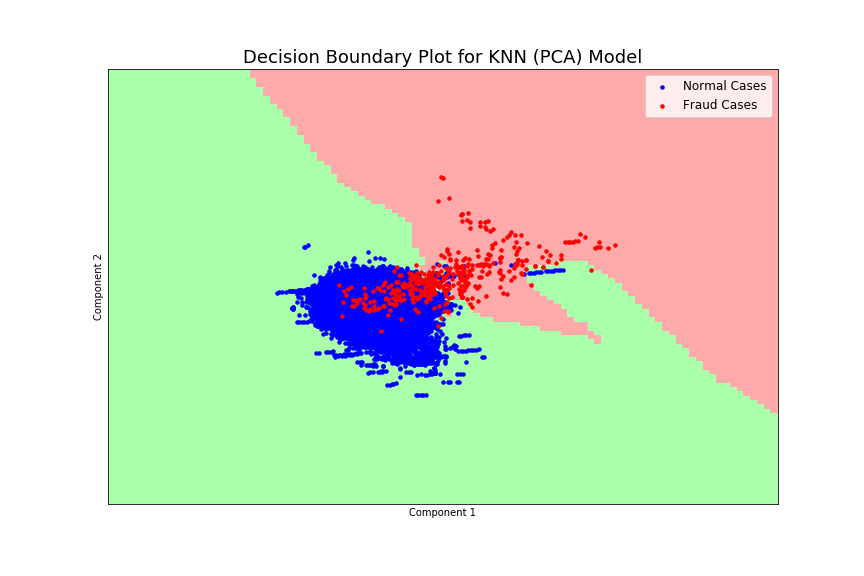 Decision Boundary Plot for KNN (PCA) Model
Normal Cases
Fraud Cases
Component 2
Component 1